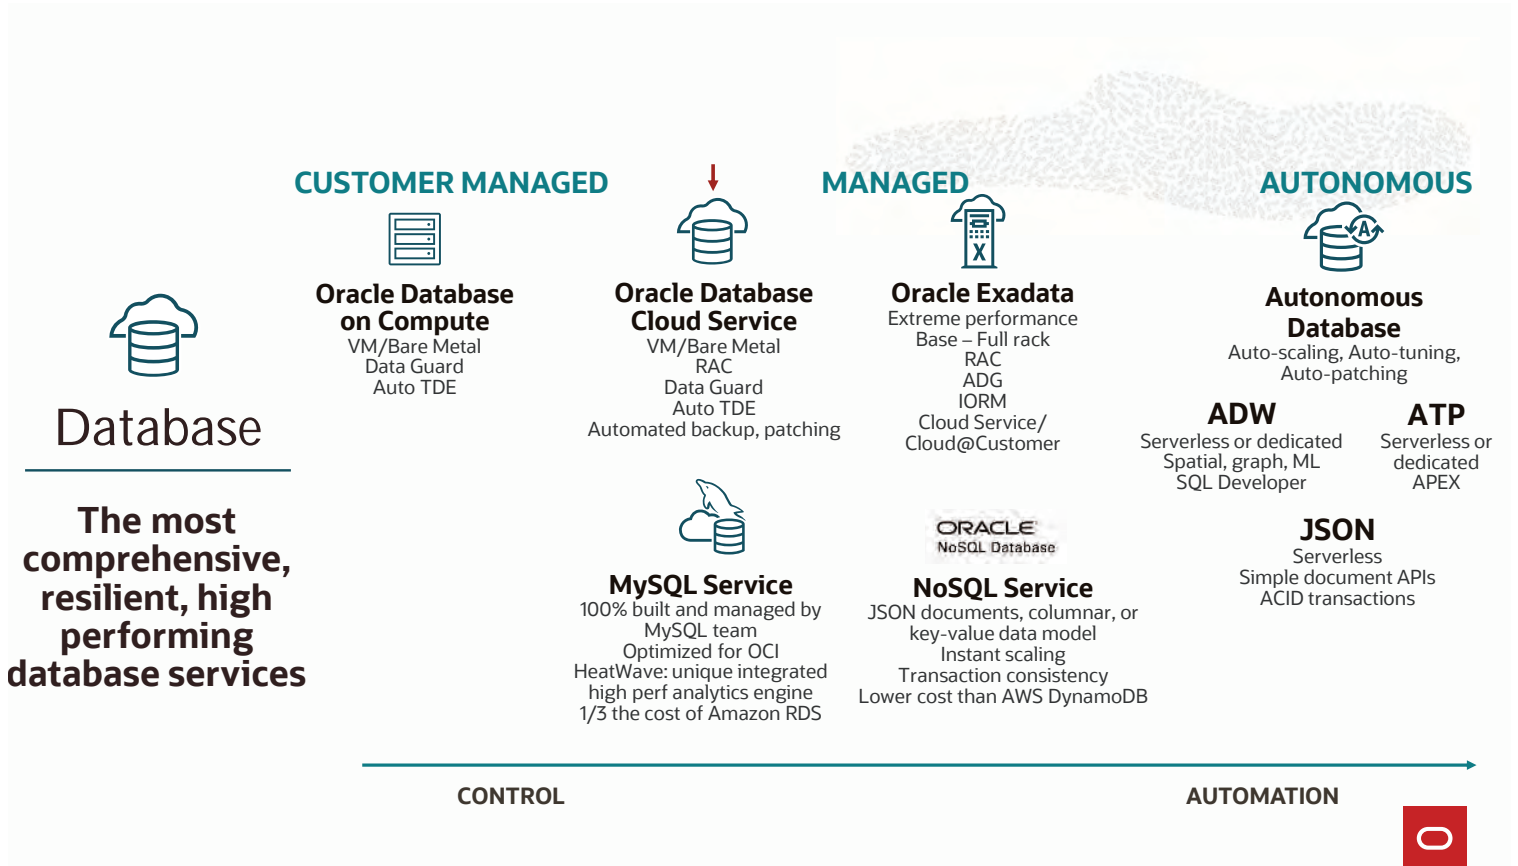 CUSTOMER MANAGED
MANAGED
AUTONOMOUS
Database
The most
comprehensive,
resilient, high
performing
database services
Oracle Database
on Compute
VM/Bare Metal
Data Guard
Auto TDE
Oracle Database
Cloud Service
VM/Bare Metal
RAC
Data Guard
Auto TDE
Automated backup, patching
X
Oracle Exadata
Extreme performance
Base – Full rack
RAC
ADG
IORM
Cloud Service/
Cloud@Customer
A
Autonomous
Database
Auto-scaling, Auto-tuning,
Auto-patching
ADW
Serverless or dedicated
Spatial, graph, ML
SQL Developer
ATP
Serverless or
dedicated
APEX
MySQL Service
100% built and managed by
MySQL team
Optimized for OCI
HeatWave: unique integrated
high perf analytics engine
1/3 the cost of Amazon RDS
ORACLE
NoSQL Database
NoSQL Service
JSON documents, columnar, or
key-value data model
Instant scaling
Transaction consistency
Lower cost than AWS DynamoDB
JSON
Serverless
Simple document APIs
ACID transactions
CONTROL
AUTOMATION